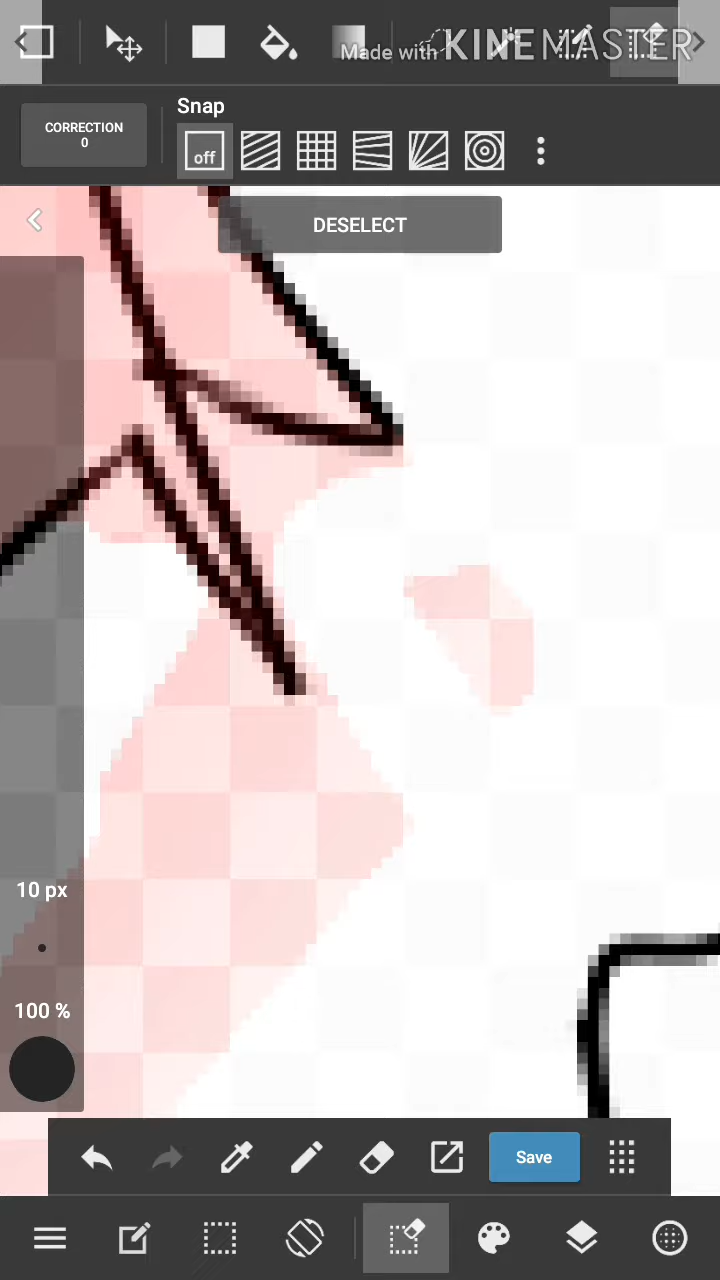 Made with KINEMASTER
CORRECTION
0
Snap
off
DESELECT
10 px
100 %
Save